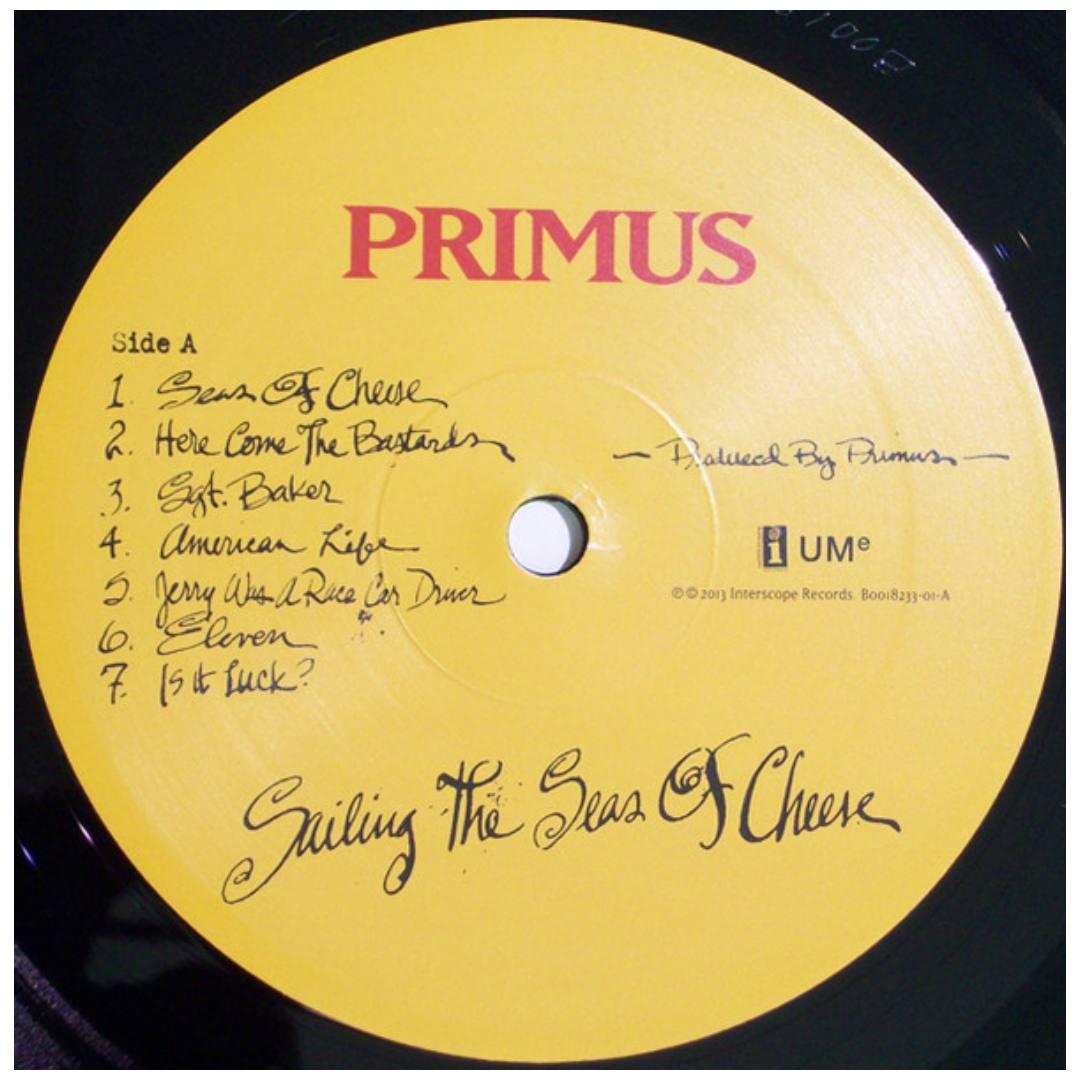 PRIMUS
Side A
1. Seas Of Cheese
2. Here Come The Bastards
3. Sgt. Baker
4. American Life
5. Jerry Was A Race Car Driver
6. Eleven
7. Is It Luck?
— Produced By Primus —
i UMe
℗ © 2013 Interscope Records. B0018233-01-A
Sailing The Seas Of Cheese